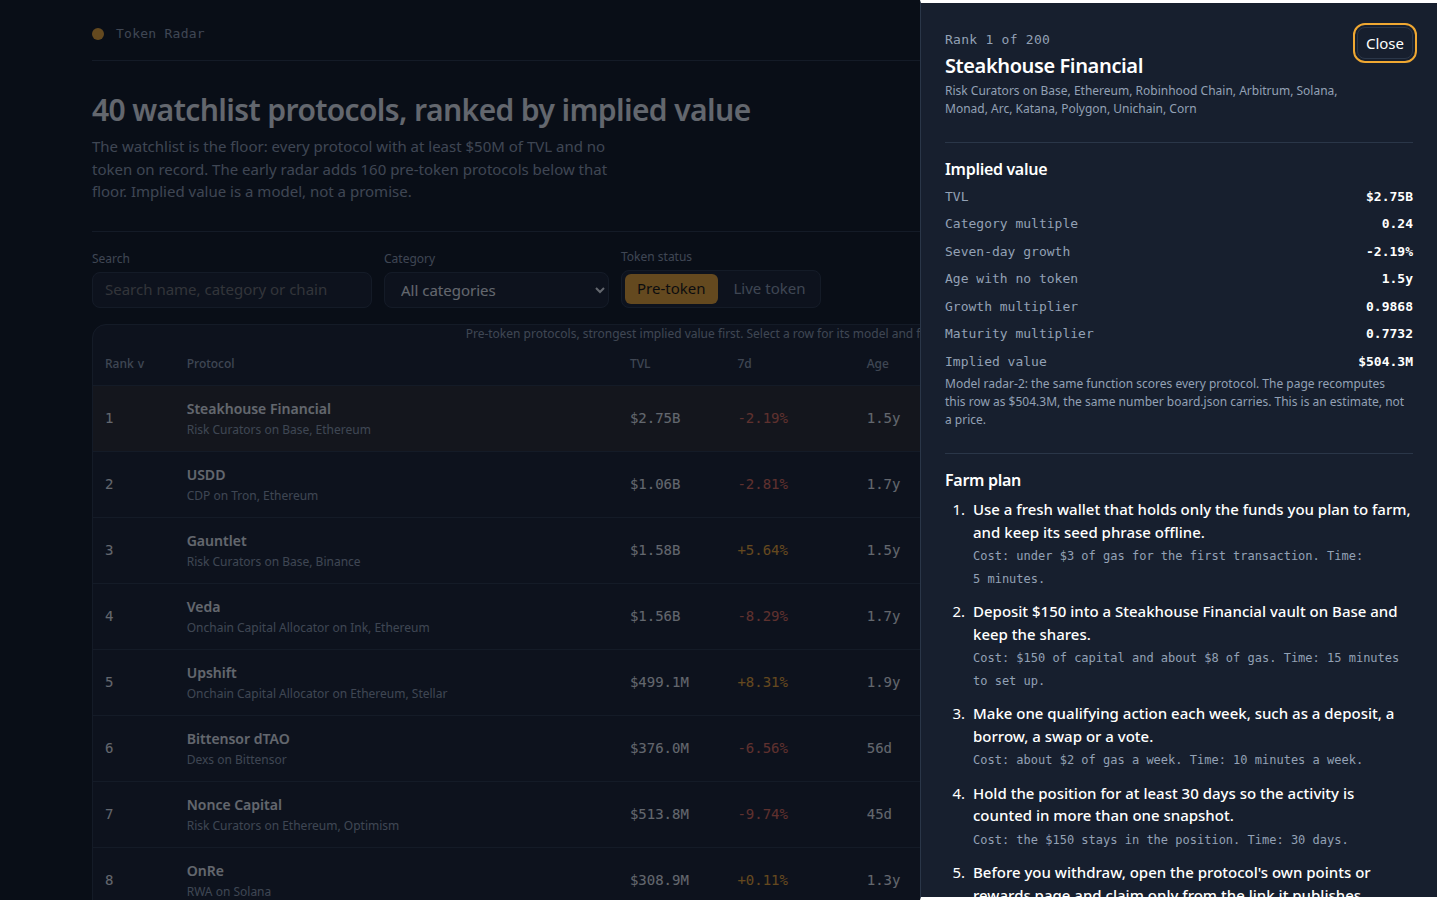 Token Radar
40 watchlist protocols, ranked by implied value
The watchlist is the floor: every protocol with at least $50M of TVL and no
token on record. The early radar adds 160 pre-token protocols below that
floor. Implied value is a model, not a promise.
Search
Category
Token status
Search name, category or chain
All categories
Pre-token
Live token
Pre-token protocols, strongest implied value first. Select a row for its model and f
Rank v
Protocol
TVL
7d
Age
1
Steakhouse Financial
Risk Curators on Base, Ethereum
$2.75B
-2.19%
1.5y
2
USDD
CDP on Tron, Ethereum
$1.06B
-2.81%
1.7y
3
Gauntlet
Risk Curators on Base, Binance
$1.58B
+5.64%
1.5y
4
Veda
Onchain Capital Allocator on Ink, Ethereum
$1.56B
-8.29%
1.7y
5
Upshift
Onchain Capital Allocator on Ethereum, Stellar
$499.1M
+8.31%
1.9y
6
Bittensor dTAO
Dexs on Bittensor
$376.0M
-6.56%
56d
7
Nonce Capital
Risk Curators on Ethereum, Optimism
$513.8M
-9.74%
45d
8
OnRe
RWA on Solana
$308.9M
+0.11%
1.3y
Rank 1 of 200
Close
Steakhouse Financial
Risk Curators on Base, Ethereum, Robinhood Chain, Arbitrum, Solana,
Monad, Arc, Katana, Polygon, Unichain, Corn
Implied value
TVL $2.75B
Category multiple 0.24
Seven-day growth -2.19%
Age with no token 1.5y
Growth multiplier 0.9868
Maturity multiplier 0.7732
Implied value $504.3M
Model radar-2: the same function scores every protocol. The page recomputes
this row as $504.3M, the same number board.json carries. This is an estimate, not
a price.
Farm plan
1. Use a fresh wallet that holds only the funds you plan to farm,
and keep its seed phrase offline.
Cost: under $3 of gas for the first transaction. Time:
5 minutes.
2. Deposit $150 into a Steakhouse Financial vault on Base and
keep the shares.
Cost: $150 of capital and about $8 of gas. Time: 15 minutes
to set up.
3. Make one qualifying action each week, such as a deposit, a
borrow, a swap or a vote.
Cost: about $2 of gas a week. Time: 10 minutes a week.
4. Hold the position for at least 30 days so the activity is
counted in more than one snapshot.
Cost: the $150 stays in the position. Time: 30 days.
5. Before you withdraw, open the protocol's own points or
rewards page and claim only from the link it publishes.